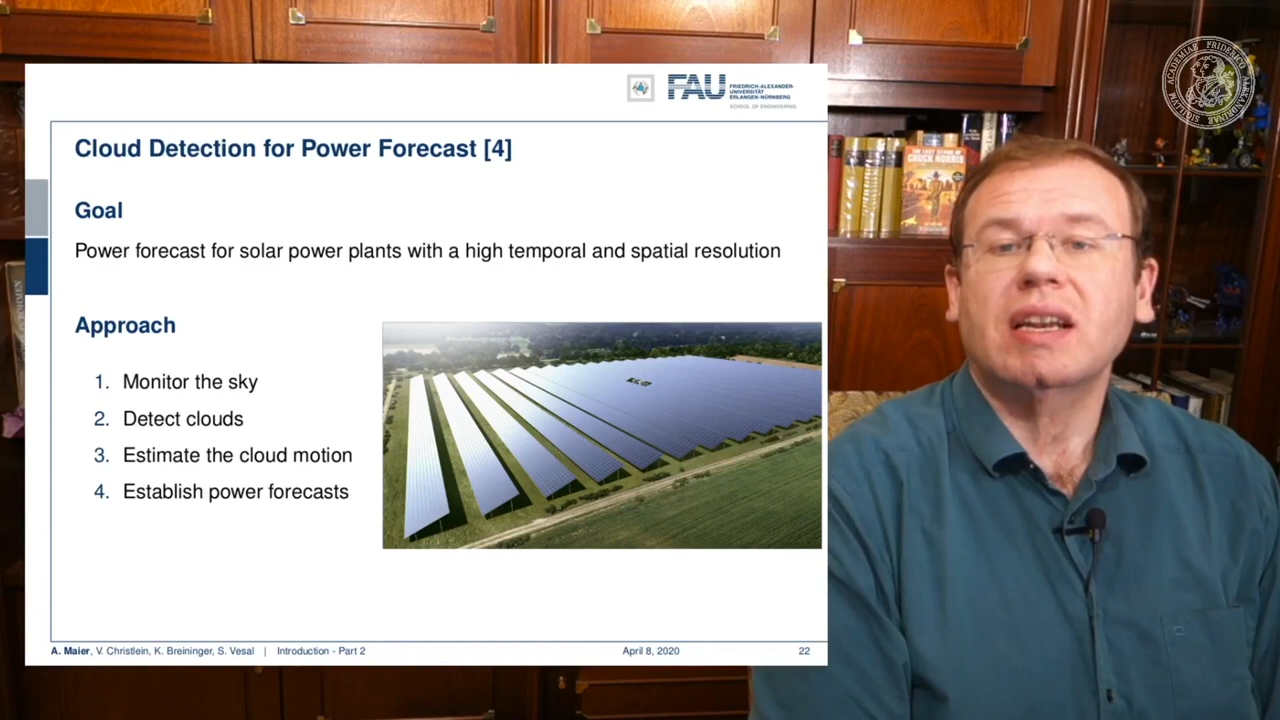 FAU
FRIEDRICH-ALEXANDER-
UNIVERSITÄT
ERLANGEN-NÜRNBERG
SCHOOL OF ENGINEERING
Cloud Detection for Power Forecast [4]
Goal
Power forecast for solar power plants with a high temporal and spatial resolution
Approach
1. Monitor the sky
2. Detect clouds
3. Estimate the cloud motion
4. Establish power forecasts
A. Maier, V. Christlein, K. Breininger, S. Vesal | Introduction - Part 2
April 8, 2020
22
CHUCK NORRIS